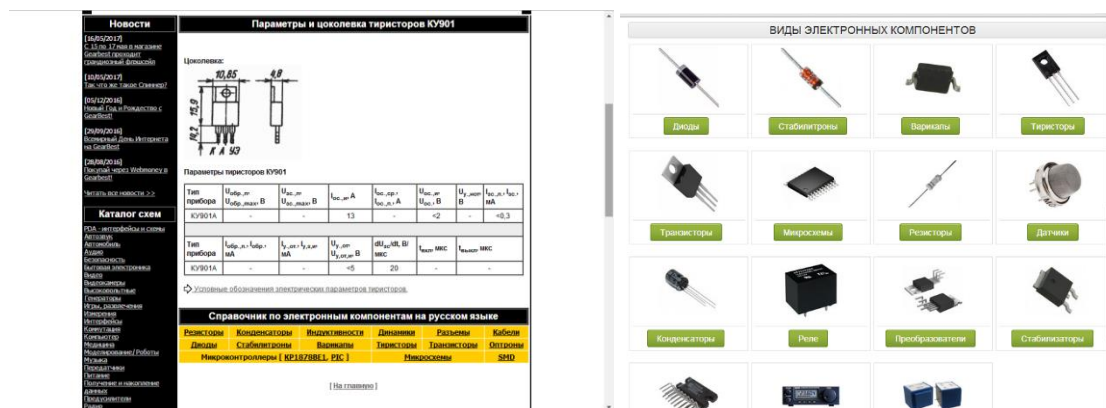 Новости
[16/05/2017]
С 15 по 17 мая в магазине
Gearbest проходит
грандиозный флэшсейл
[10/05/2017]
Так что же такое Спиннер?
[05/12/2016]
Новый Год и Рождество с
GearBest!
[29/09/2016]
Всемирный День Интернета
на GearBest
[28/08/2016]
Покупай через Webmoney в
Gearbest!
Читать все новости >>
Каталог схем
PDA - интерфейсы и схемы
Автозвук
Автомобиль
Аудио
Безопасность
Бытовая электроника
Видео
Видеокамеры
Высоковольтные
Генераторы
Игры, развлечения
Измерения
Интерфейсы
Коммутация
Компьютер
Медицина
Моделирование/Роботы
Музыка
Передатчики
Питание
Получение и накопление
данных
Предусилители
Радио
Параметры и цоколевка тиристоров КУ901
Цоколевка:
10,85 4,8
15,9
14,2
К А УЭ
Параметры тиристоров КУ901
Тип прибора
КУ901А - - 13 - <2 - <0,3
Тип прибора
КУ901А - - <5 20 - -
Условные обозначения электрических параметров тиристоров.
Справочник по электронным компонентам на русском языке
Резисторы Конденсаторы Индуктивности Динамики Разъемы Кабели
Диоды Стабилитроны Варикапы Тиристоры Транзисторы Оптроны
Микроконтроллеры [ КР1878ВЕ1, PIC ] Микросхемы SMD
[ На главную ]
ВИДЫ ЭЛЕКТРОННЫХ КОМПОНЕНТОВ
Диоды Стабилитроны Варикапы Тиристоры
Транзисторы Микросхемы Резисторы Датчики
Конденсаторы Реле Преобразователи Стабилизаторы